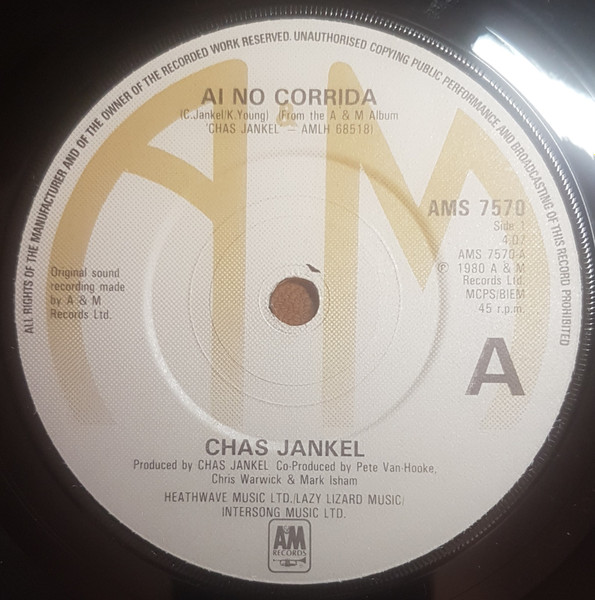 ALL RIGHTS OF THE MANUFACTURER AND OF THE OWNER OF THE RECORDED WORK RESERVED. UNAUTHORISED COPYING PUBLIC PERFORMANCE AND BROADCASTING OF THIS RECORD PROHIBITED
AI NO CORRIDA
(C.Jankel/K.Young) (From the A & M Album
'CHAS JANKEL' — AMLH 68518)
AMS 7570
Side 1
4.07
AMS 7570-A
℗ 1980 A & M
Records Ltd.
MCPS/BIEM
45 r.p.m.
Original sound
recording made
by A & M
Records Ltd.
A
CHAS JANKEL
Produced by CHAS JANKEL Co-Produced by Pete Van-Hooke,
Chris Warwick & Mark Isham
HEATHWAVE MUSIC LTD./LAZY LIZARD MUSIC/
INTERSONG MUSIC LTD.
A&M
RECORDS